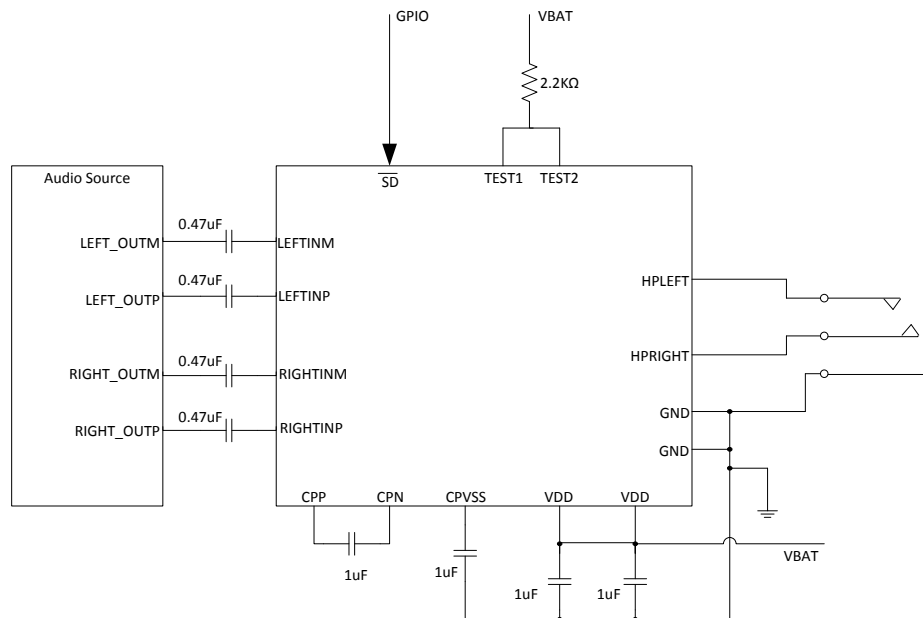 GPIO
VBAT
2.2KΩ
Audio Source
SD
TEST1
TEST2
0.47uF
LEFT_OUTM
LEFTINM
0.47uF
HPLEFT
LEFT_OUTP
LEFTINP
HPRIGHT
0.47uF
RIGHT_OUTM
RIGHTINM
0.47uF
GND
RIGHT_OUTP
RIGHTINP
GND
CPP
CPN
CPVSS
VDD
VDD
VBAT
1uF
1uF
1uF
1uF